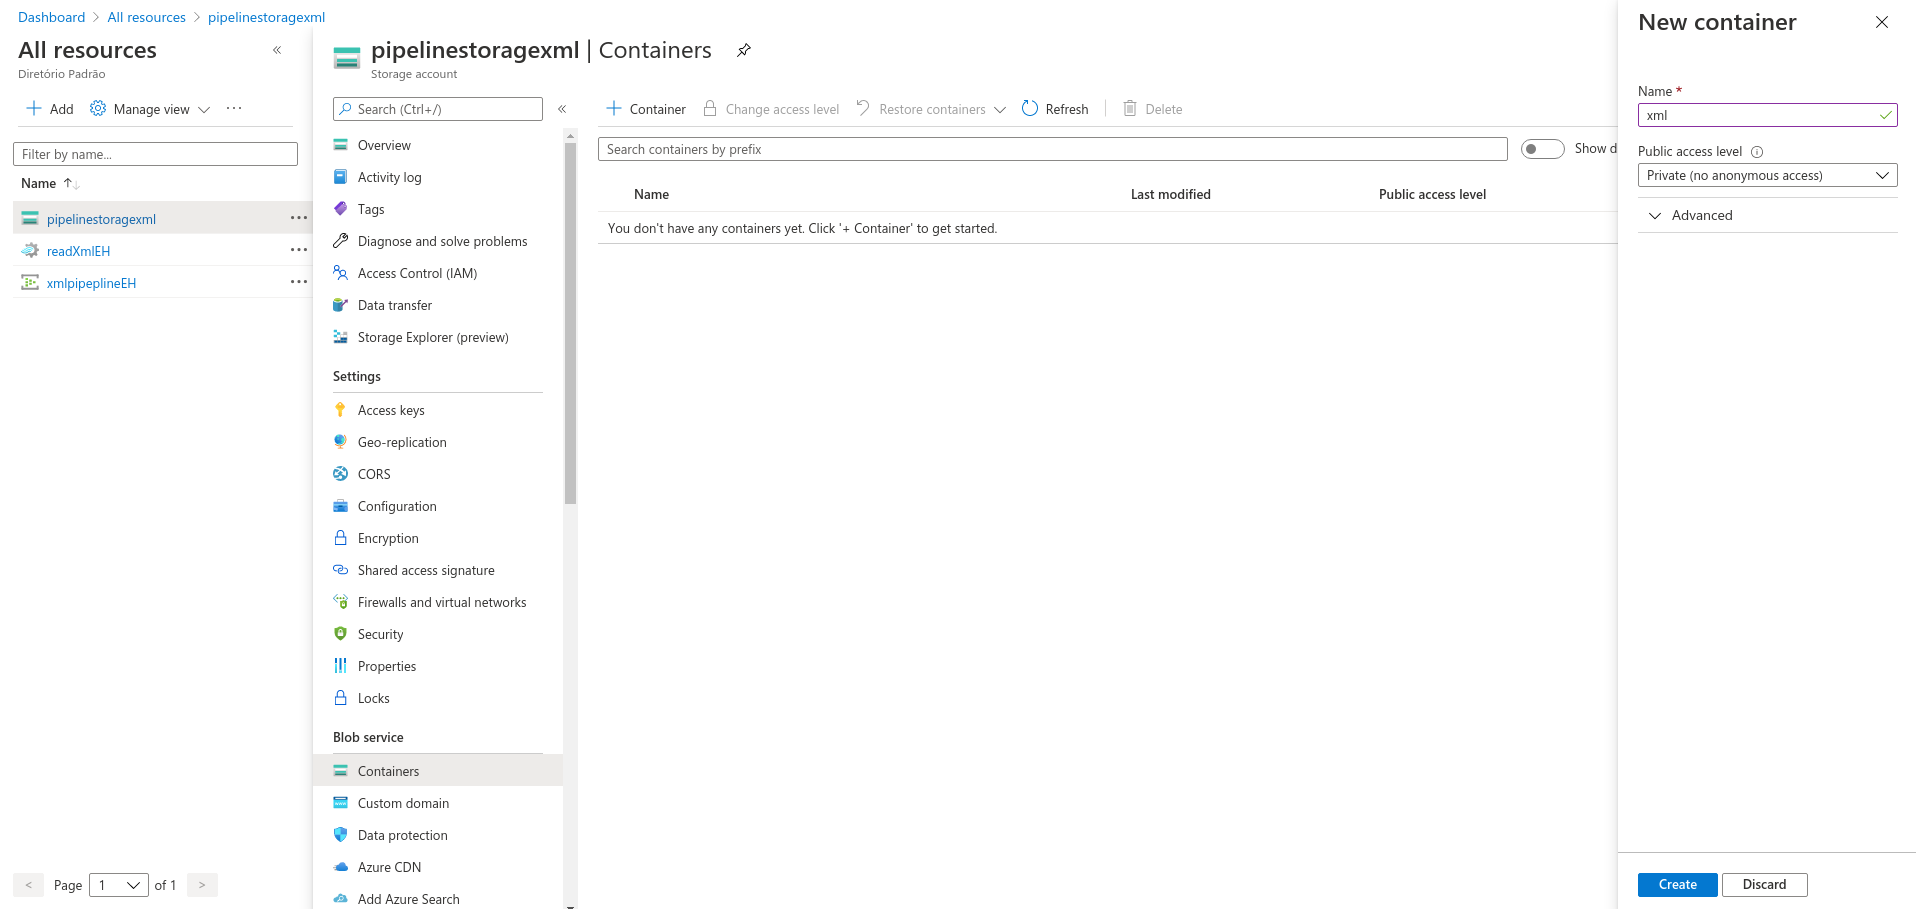 Dashboard > All resources > pipelinestoragexml
All resources
Diretório Padrão
+ Add Manage view ···
Filter by name...
Name ↑↓
pipelinestoragexml ···
readXmlEH ···
xmlpipeplineEH ···
< Page 1 of 1 >
pipelinestoragexml | Containers
Storage account
Search (Ctrl+/)
Overview
Activity log
Tags
Diagnose and solve problems
Access Control (IAM)
Data transfer
Storage Explorer (preview)
Settings
Access keys
Geo-replication
CORS
Configuration
Encryption
Shared access signature
Firewalls and virtual networks
Security
Properties
Locks
Blob service
Containers
Custom domain
Data protection
Azure CDN
Add Azure Search
+ Container Change access level Restore containers Refresh | Delete
Search containers by prefix Show d
Name Last modified Public access level
You don't have any containers yet. Click '+ Container' to get started.
New container
Name *
xml
Public access level
Private (no anonymous access)
Advanced
Create Discard